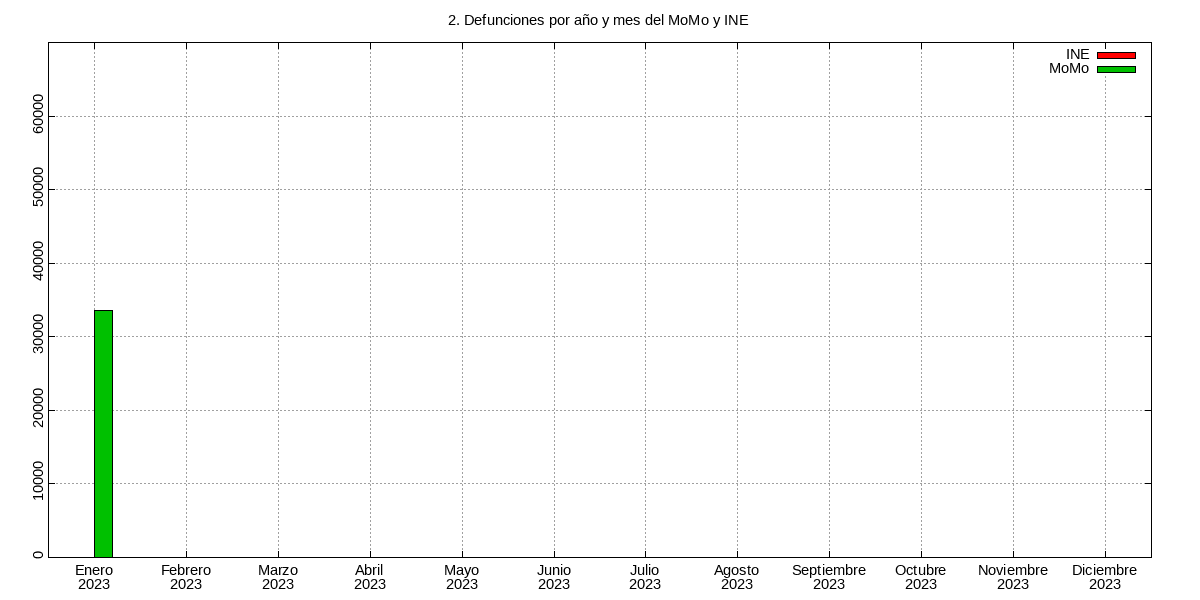 2. Defunciones por año y mes del MoMo y INE
INE
MoMo
60000
50000
40000
30000
20000
10000
0
Enero Febrero Marzo Abril Mayo Junio Julio Agosto Septiembre Octubre Noviembre Diciembre
2023 2023 2023 2023 2023 2023 2023 2023 2023 2023 2023 2023